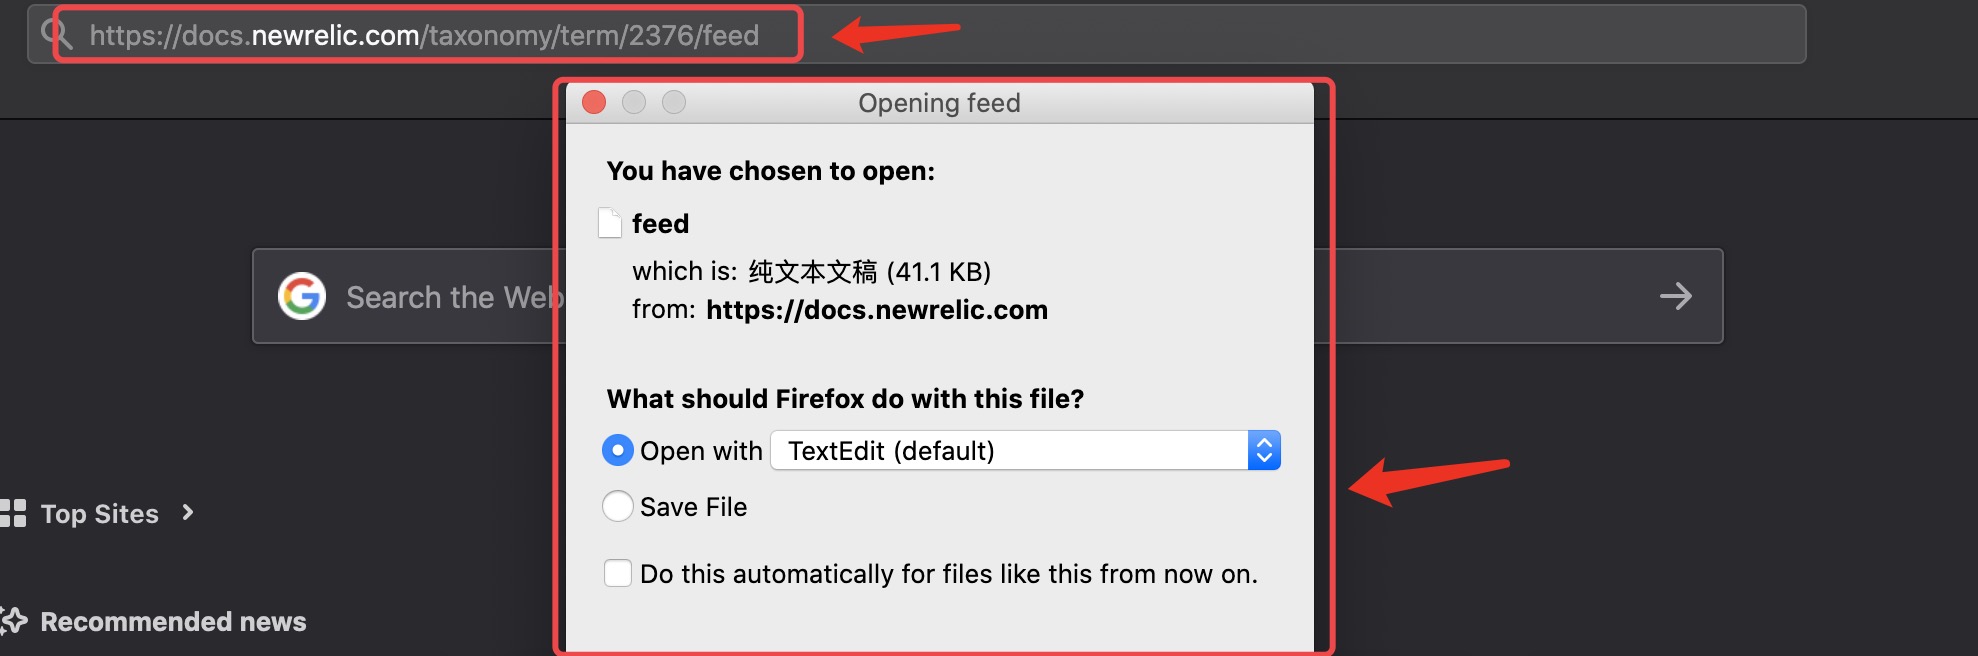 https://docs.newrelic.com/taxonomy/term/2376/feed
Opening feed
You have chosen to open:
feed
which is: 纯文本文稿 (41.1 KB)
from: https://docs.newrelic.com
Search the Web
What should Firefox do with this file?
Open with TextEdit (default)
Save File
Top Sites
Do this automatically for files like this from now on.
Recommended news